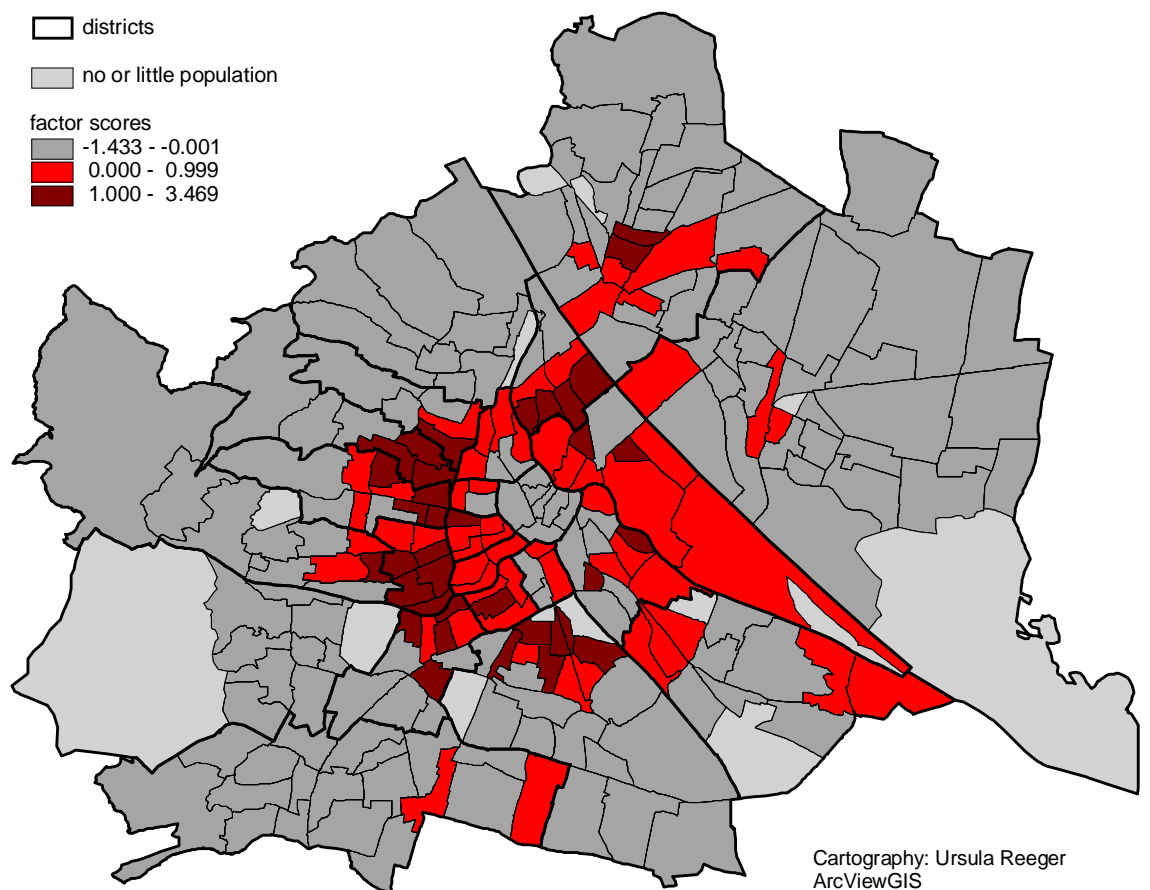 districts
no or little population
factor scores
-1.433 - -0.001
0.000 - 0.999
1.000 - 3.469
Cartography: Ursula Reeger
ArcViewGIS